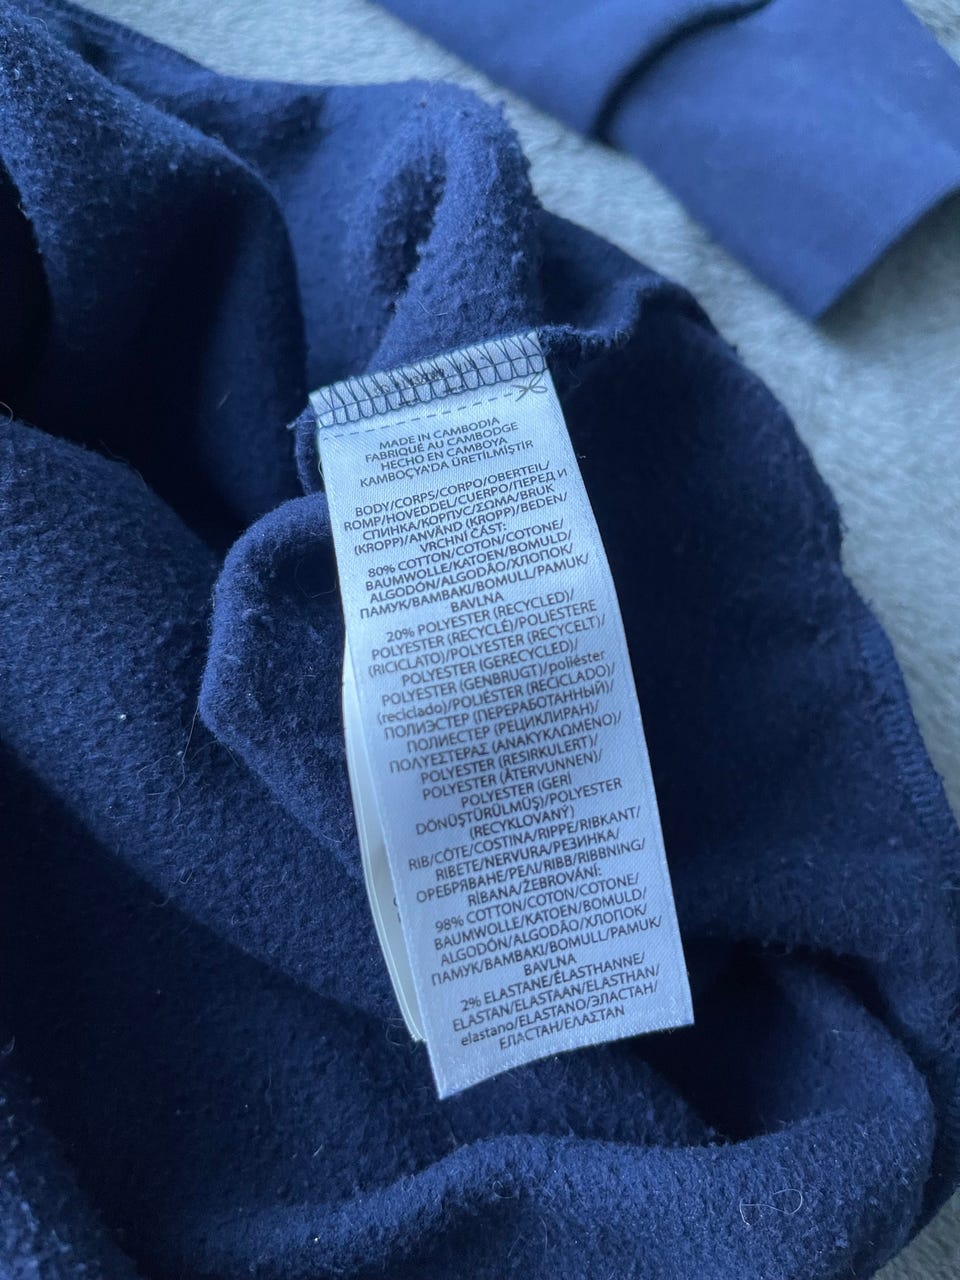 MADE IN CAMBODIA
FABRIQUÉ AU CAMBODGE
HECHO EN CAMBOYA
KAMBOÇYA'DA ÜRETİLMİŞTİR
BODY/CORPS/CORPO/OBERTEIL/
ROMP/HOVEDDEL/CUERPO/ПЕРЕД И
СПИНКА/КОРПУС/ΣΩΜΑ/BRUK
(KROPP)/ANVÄND (KROPP)/BEDEN/
VRCHNÍ ČÁST:
80% COTTON/COTON/COTONE/
BAUMWOLLE/KATOEN/BOMULD/
ALGODÓN/ALGODÃO/ХЛОПОК/
ПАМУК/ΒΑΜΒΑΚΙ/BOMULL/PAMUK/
BAVLNA
20% POLYESTER (RECYCLED)/
POLYESTER (RECYCLÉ)/POLIESTERE
(RICICLATO)/POLYESTER (RECYCELT)/
POLYESTER (GERECYCLED)/
POLYESTER (GENBRUGT)/poliéster
(reciclado)/POLIÉSTER (RECICLADO)/
ПОЛИЭСТЕР (ПЕРЕРАБОТАННЫЙ)/
ПОЛИЕСТЕР (РЕЦИКЛИРАН)/
ΠΟΛΥΕΣΤΕΡΑΣ (ΑΝΑΚΥΚΛΩΜΕΝΟ)/
POLYESTER (RESIRKULERT)/
POLYESTER (ÅTERVUNNEN)/
POLYESTER (GERİ
DÖNÜŞTÜRÜLMÜŞ)/POLYESTER
(RECYKLOVANÝ)
RIB/CÔTE/COSTINA/RIPPE/RIBKANT/
RIBETE/NERVURA/РЕЗИНКА/
ОРЕБРЯВАНЕ/ΡΕΛΙ/RIBB/RIBBNING/
RİBANA/ŽEBROVÁNÍ:
98% COTTON/COTON/COTONE/
BAUMWOLLE/KATOEN/BOMULD/
ALGODÓN/ALGODÃO/ХЛОПОК/
ПАМУК/ΒΑΜΒΑΚΙ/BOMULL/PAMUK/
BAVLNA
2% ELASTANE/ÉLASTHANNE/
ELASTAN/ELASTAAN/ELASTHAN/
elastano/ELASTANO/ЭЛАСТАН/
ЕЛАСТАН/ΕΛΑΣΤΑΝ